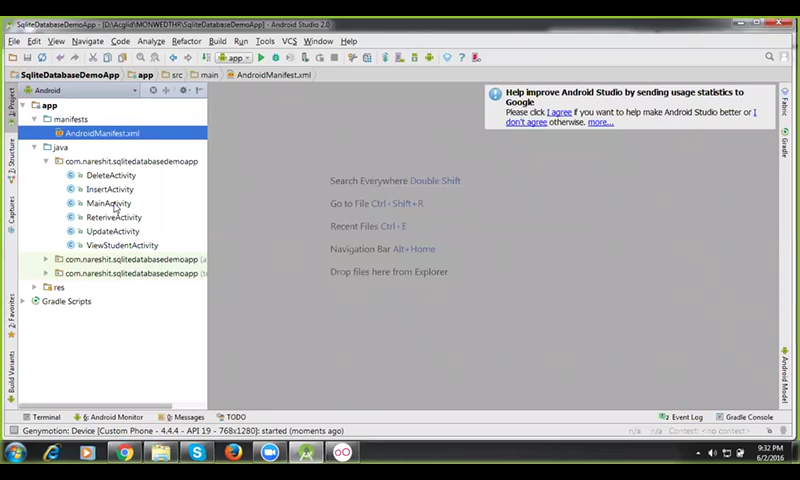 SqliteDatabaseDemoApp - [D:\Acglid\MONWEDTHR\SqliteDatabaseDemoApp] - Android Studio 2.0
File Edit View Navigate Code Analyze Refactor Build Run Tools VCS Window Help
app
SqliteDatabaseDemoApp app src main AndroidManifest.xml
Android
app
manifests
AndroidManifest.xml
java
com.nareshit.sqlitedatabasedemoapp
DeleteActivity
InsertActivity
MainActivity
ReteriveActivity
UpdateActivity
ViewStudentActivity
com.nareshit.sqlitedatabasedemoapp (a
com.nareshit.sqlitedatabasedemoapp (t
res
Gradle Scripts
1: Project
7: Structure
Captures
2: Favorites
Build Variants
Search Everywhere Double Shift
Go to File Ctrl+Shift+R
Recent Files Ctrl+E
Navigation Bar Alt+Home
Drop files here from Explorer
Help improve Android Studio by sending usage statistics to
Google
Please click I agree if you want to help make Android Studio better or I
don't agree otherwise. more...
Fabric
Gradle
Android Model
Terminal 6: Android Monitor 0: Messages TODO Event Log Gradle Console
Genymotion: Device [Custom Phone - 4.4.4 - API 19 - 768x1280]: started (moments ago) n/a n/a Context: <no context>
9:32 PM
6/2/2016